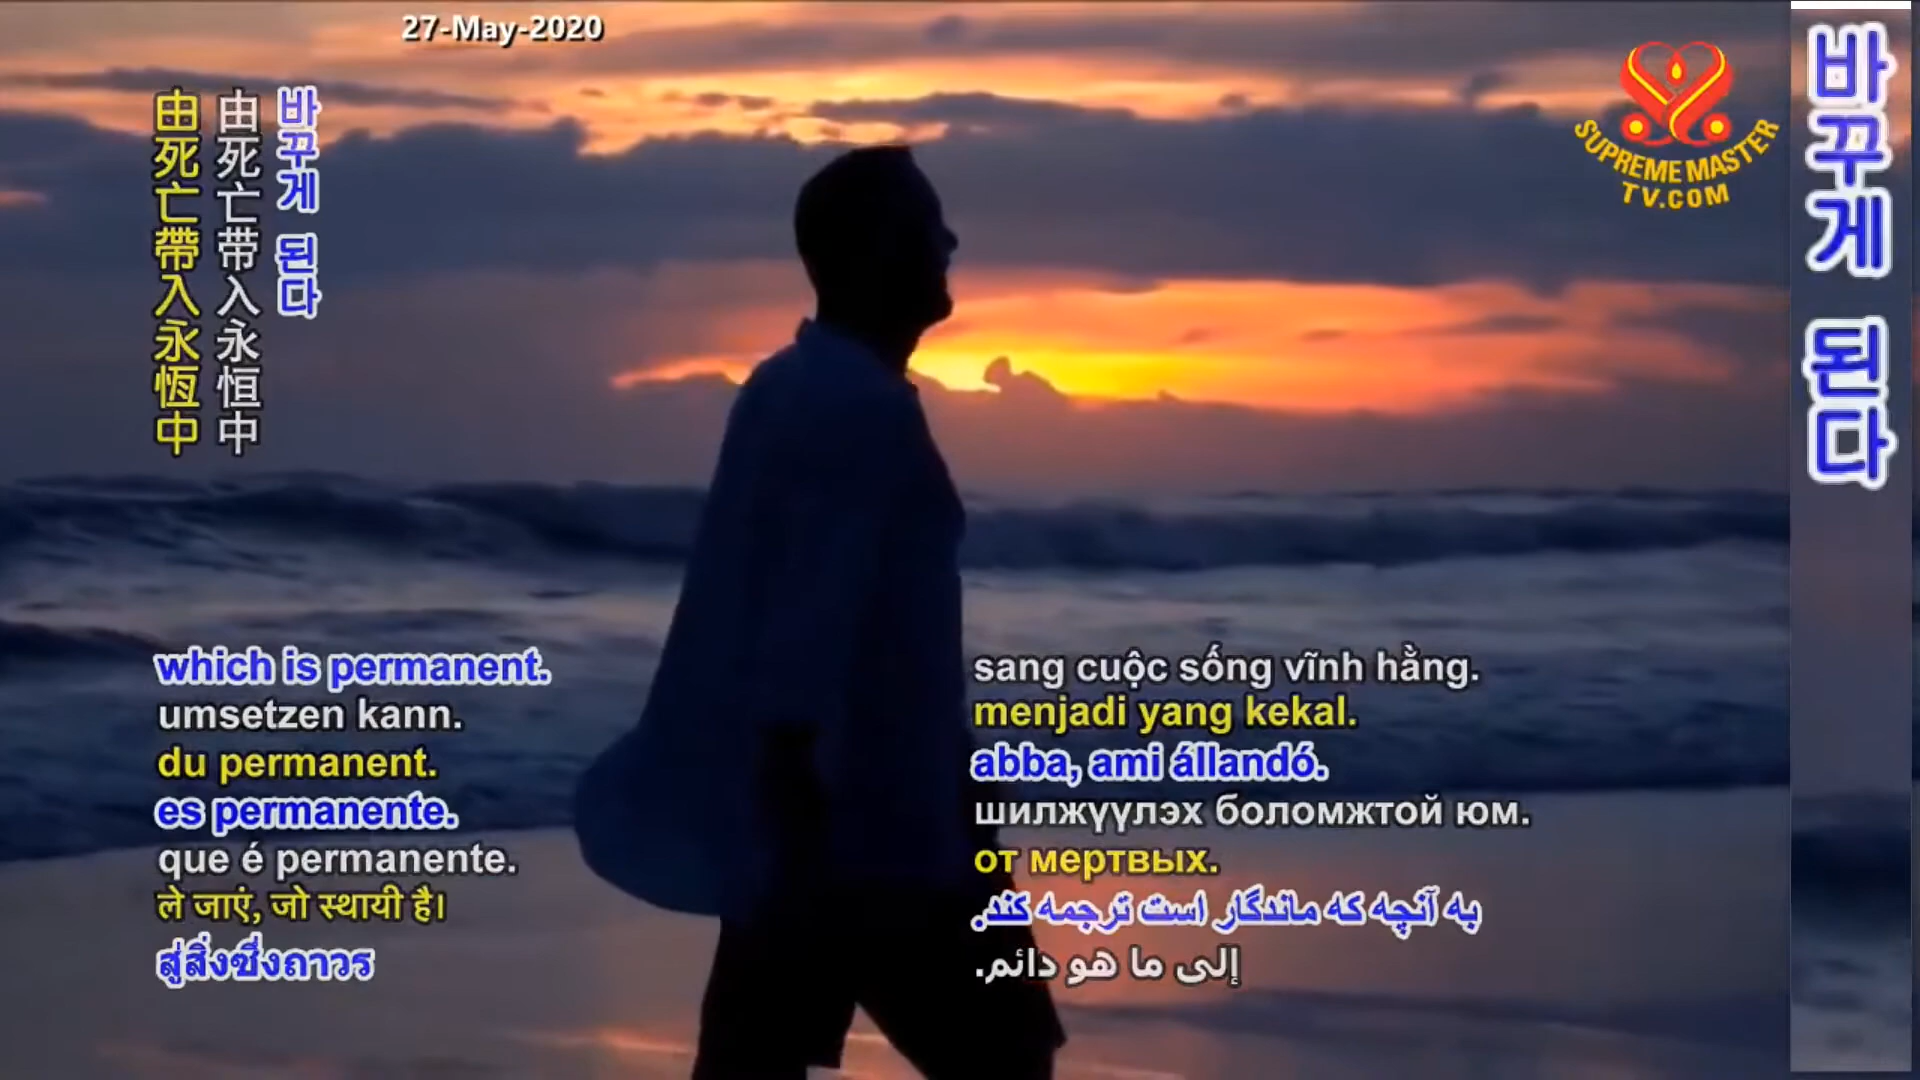 27-May-2020
SUPREME MASTER
TV.COM
바꾸게 된다
바꾸게 된다
由死亡带入永恒中
由死亡帶入永恆中
which is permanent.
umsetzen kann.
du permanent.
es permanente.
que é permanente.
ले जाएं, जो स्थायी है।
สู่สิ่งซึ่งถาวร
sang cuộc sống vĩnh hằng.
menjadi yang kekal.
abba, ami állandó.
шилжүүлэх боломжтой юм.
от мертвых.
به آنچه که ماندگار است ترجمه کند.
إلى ما هو دائم.